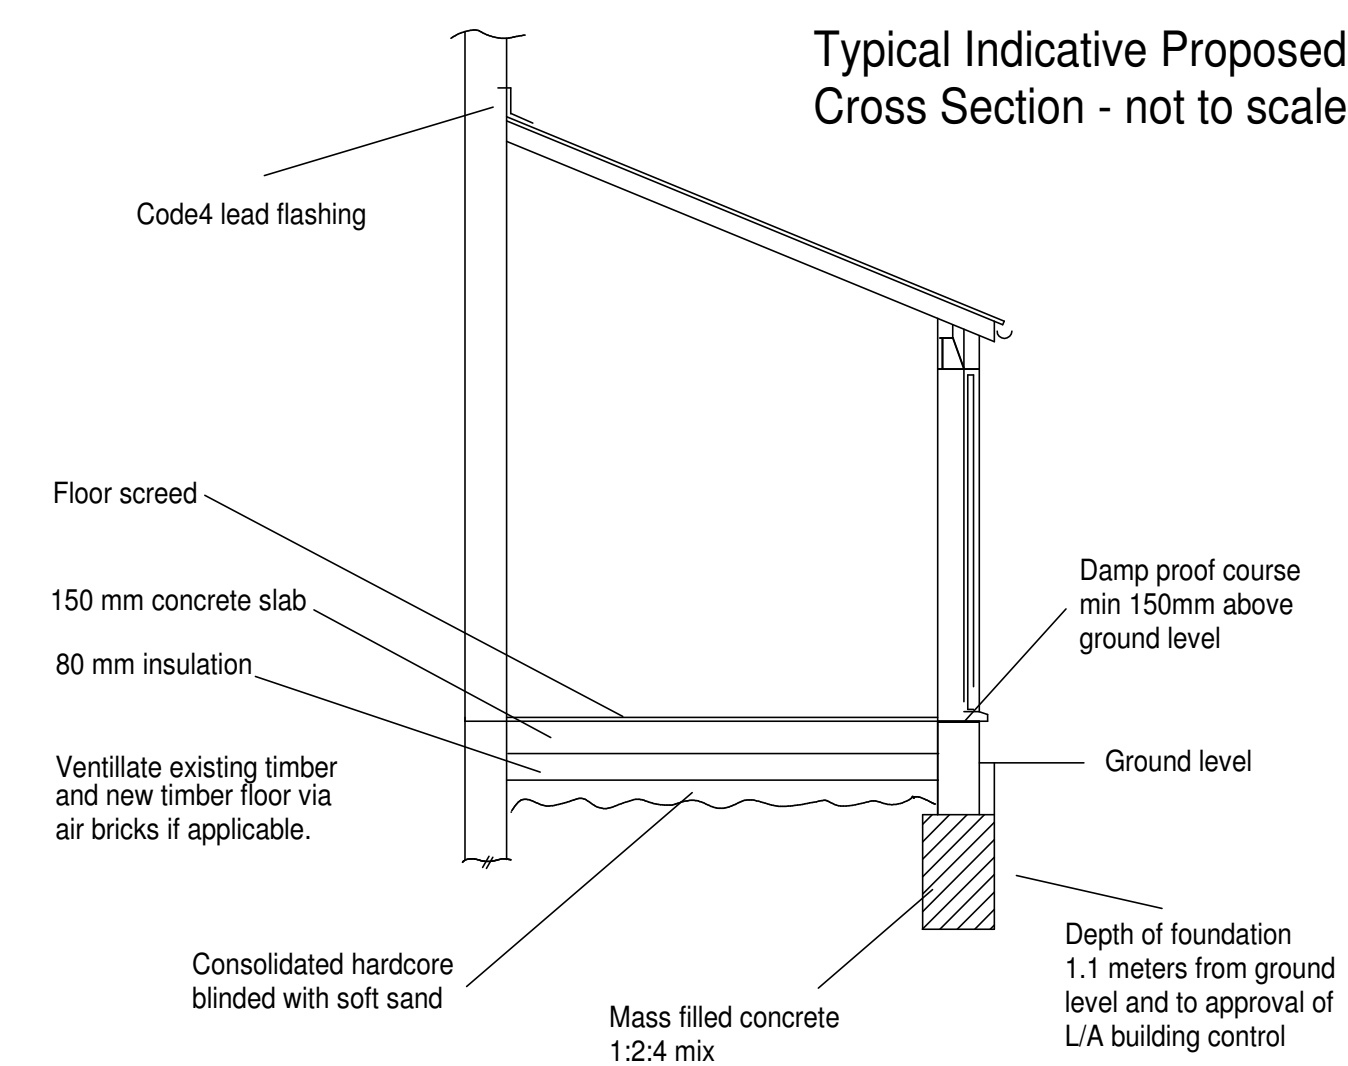 Typical Indicative Proposed
Cross Section - not to scale
Code4 lead flashing
Floor screed
150 mm concrete slab
80 mm insulation
Ventillate existing timber
and new timber floor via
air bricks if applicable.
Damp proof course
min 150mm above
ground level
Ground level
Consolidated hardcore
blinded with soft sand
Mass filled concrete
1:2:4 mix
Depth of foundation
1.1 meters from ground
level and to approval of
L/A building control